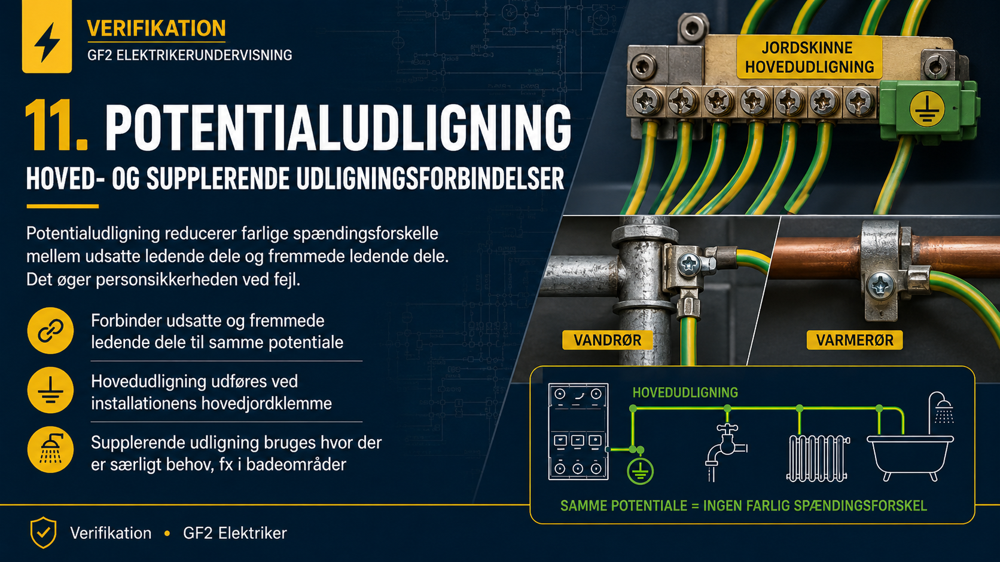 VERIFIKATION
GF2 ELEKTRIKERUNDERVISNING
11. POTENTIALUDLIGNING
HOVED- OG SUPPLERENDE UDLIGNINGSFORBINDELSER
Potentialudligning reducerer farlige spændingsforskelle
mellem udsatte ledende dele og fremmede ledende dele.
Det øger personsikkerheden ved fejl.
Forbinder udsatte og fremmede
ledende dele til samme potentiale
Hovedudligning udføres ved
installationens hovedjordklemme
Supplerende udligning bruges hvor der
er særligt behov, fx i badeområder
JORDSKINNE
HOVEDUDLIGNING
VANDRØR
VARMERØR
HOVEDUDLIGNING
SAMME POTENTIALE = INGEN FARLIG SPÆNDINGSFORSKEL
Verifikation • GF2 Elektriker